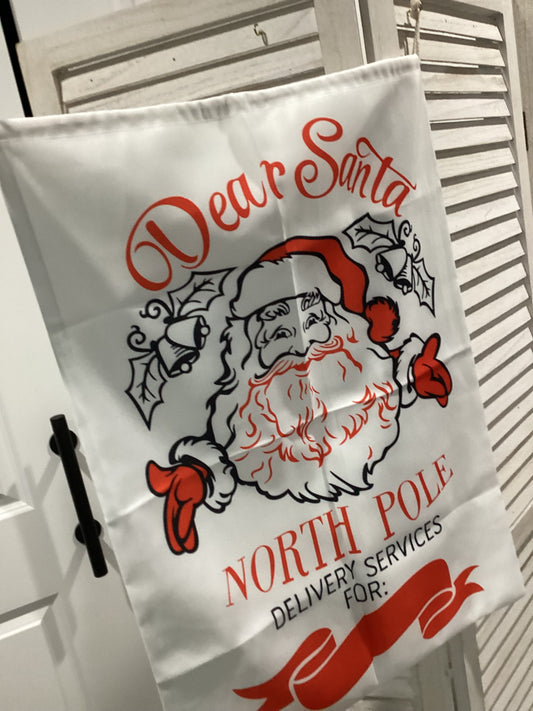 Dear Santa
NORTH POLE
DELIVERY SERVICES
FOR: